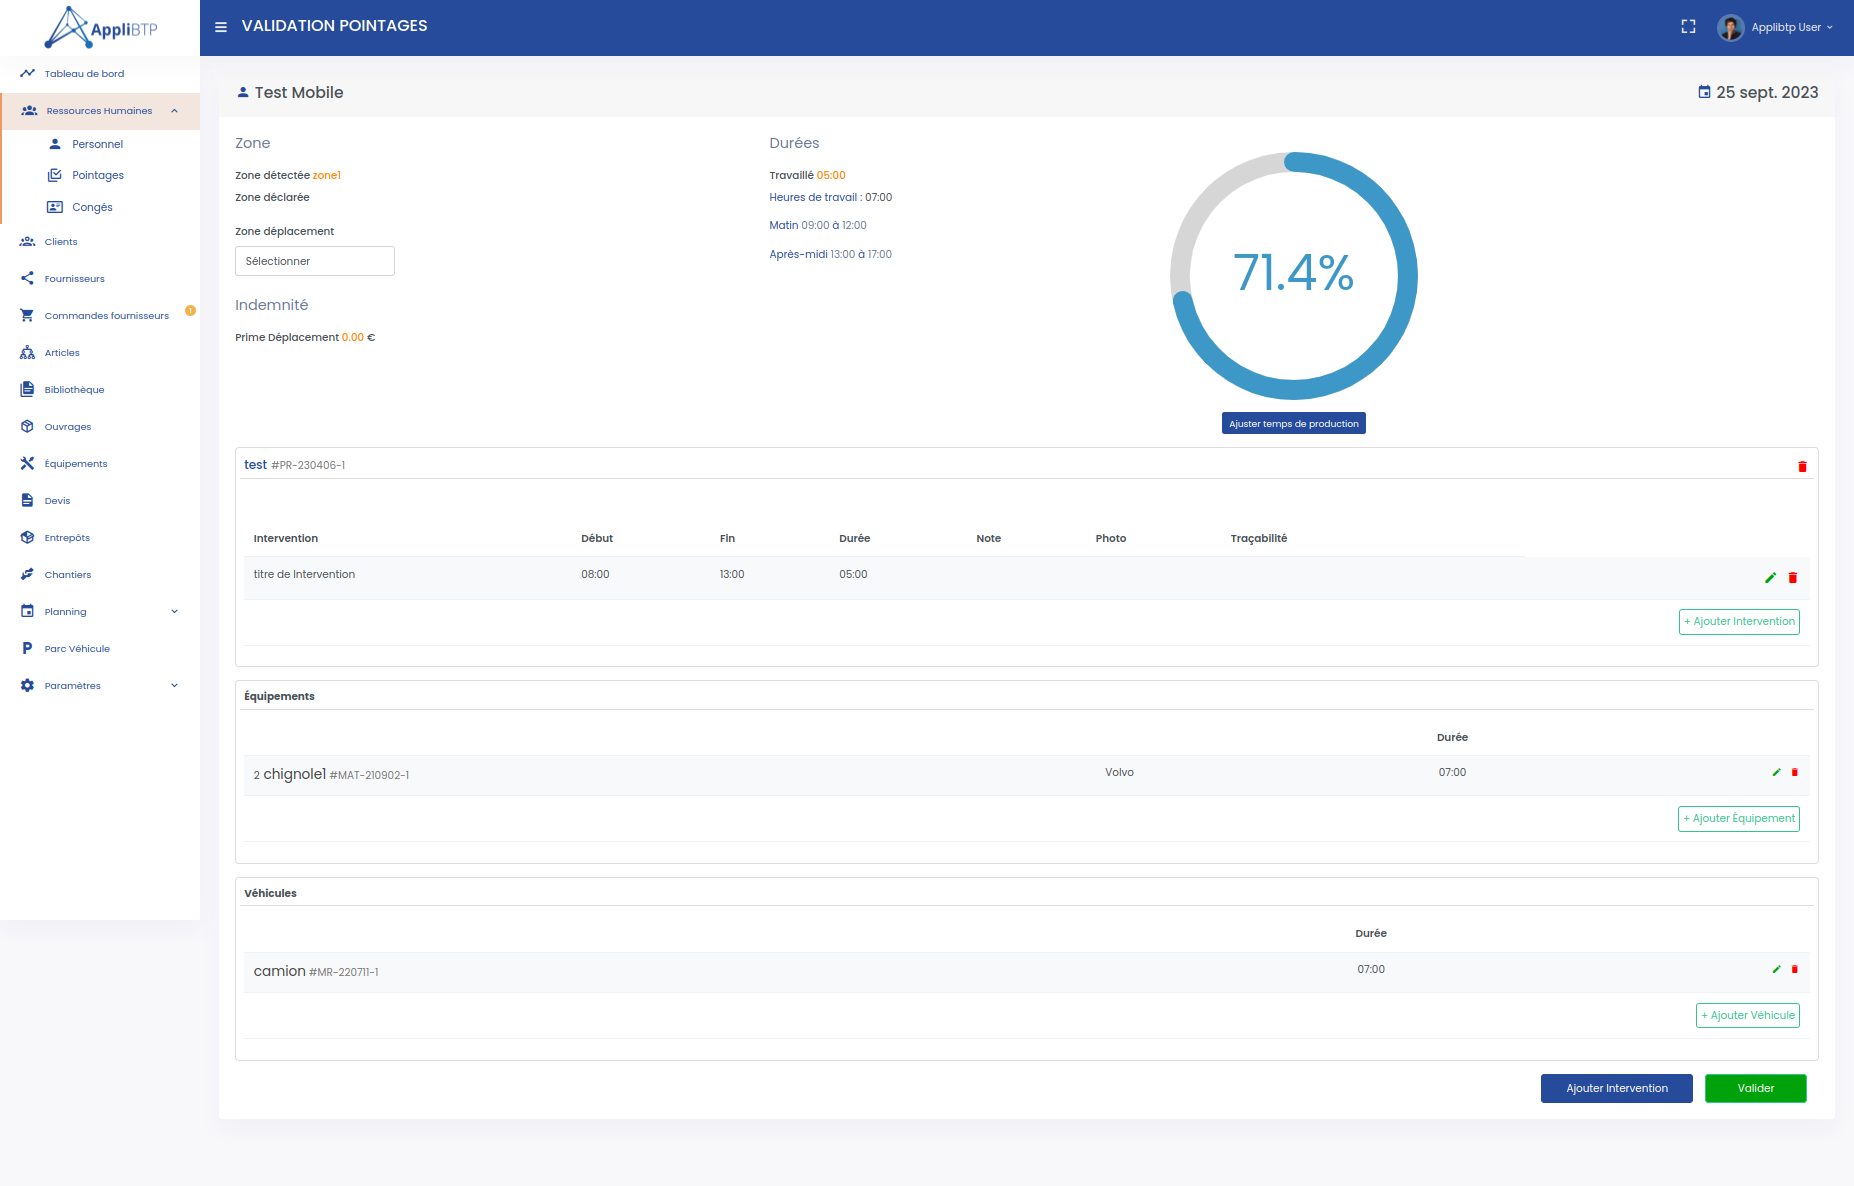 AppliBTP
VALIDATION POINTAGES
Applibtp User
Tableau de bord
Ressources Humaines
Personnel
Pointages
Congés
Clients
Fournisseurs
Commandes fournisseurs
1
Articles
Bibliothèque
Ouvrages
Équipements
Devis
Entrepôts
Chantiers
Planning
Parc Véhicule
Paramètres
Test Mobile
25 sept. 2023
Zone
Zone détectée zone1
Zone déclarée
Zone déplacement
Sélectionner
Indemnité
Prime Déplacement 0.00 €
Durées
Travaillé 05:00
Heures de travail : 07:00
Matin 09:00 à 12:00
Après-midi 13:00 à 17:00
71.4%
Ajuster temps de production
test #PR-230406-1
Intervention Début Fin Durée Note Photo Traçabilité
titre de Intervention 08:00 13:00 05:00
+ Ajouter Intervention
Équipements
Durée
2 chignole1 #MAT-210902-1 Volvo 07:00
+ Ajouter Équipement
Véhicules
Durée
camion #MR-220711-1 07:00
+ Ajouter Véhicule
Ajouter Intervention Valider